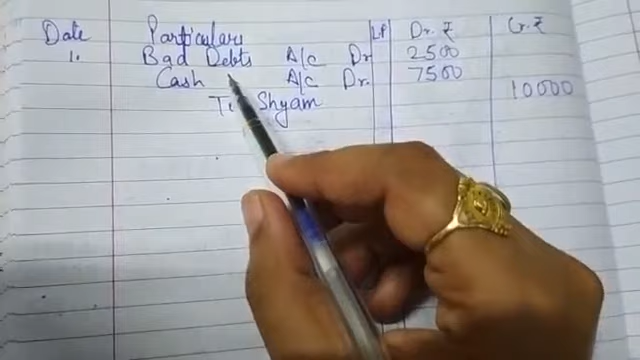 Date Particulars LF Dr. ₹ Cr. ₹
1. Bad Debts A/c Dr 2500
Cash A/c Dr. 7500
To Shyam 10000